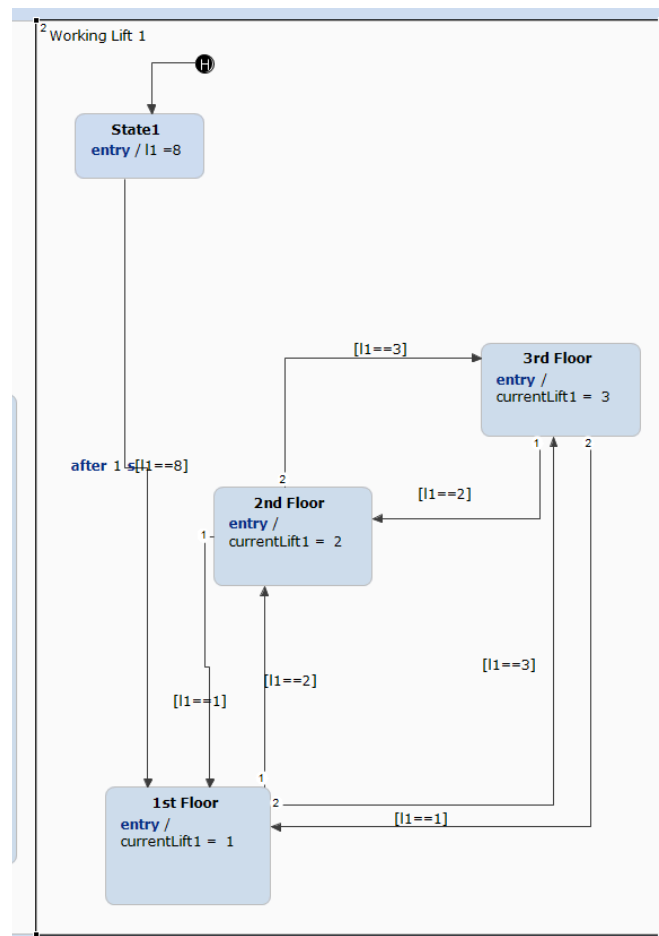 2 Working Lift 1
H
State1
entry / l1 =8
[l1==3]
3rd Floor
entry /
currentLift1 = 3
1
2
after 1 s[l1==8]
2
[l1==2]
2nd Floor
entry /
currentLift1 = 2
1
[l1==3]
[l1==2]
[l1==1]
1
1st Floor
2
entry /
currentLift1 = 1
[l1==1]